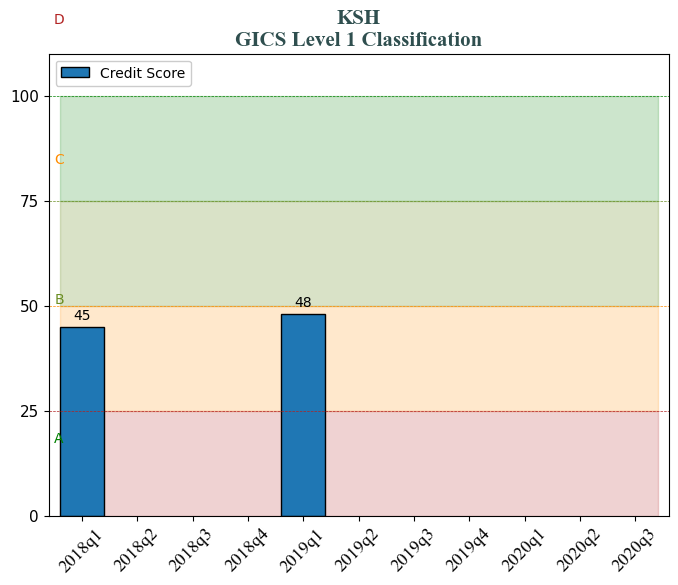 D
KSH
GICS Level 1 Classification
Credit Score
100
C
75
B
50
45
48
25
A
0
2018q1
2018q2
2018q3
2018q4
2019q1
2019q2
2019q3
2019q4
2020q1
2020q2
2020q3